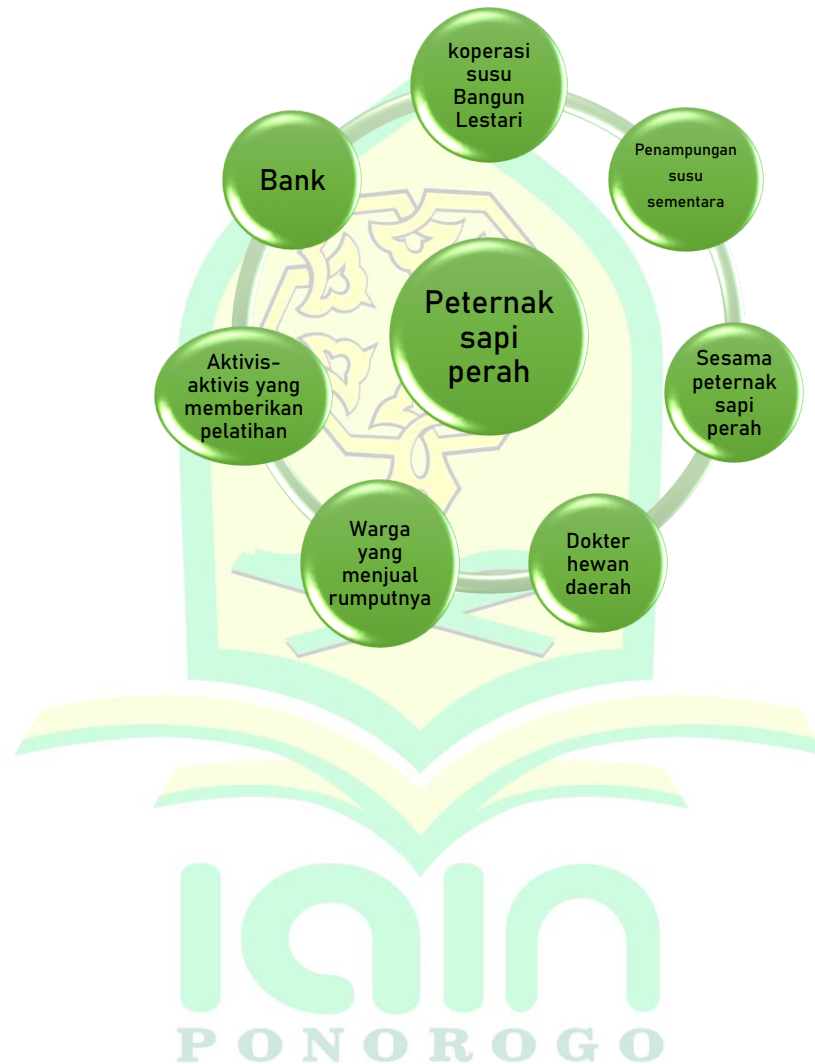 koperasi
susu
Bangun
Lestari
Penampungan
susu
sementara
Bank
Peternak
sapi
perah
Sesama
peternak
sapi
perah
Aktivis-
aktivis yang
memberikan
pelatihan
Dokter
hewan
daerah
Warga
yang
menjual
rumputnya
IAIN
PONOROGO